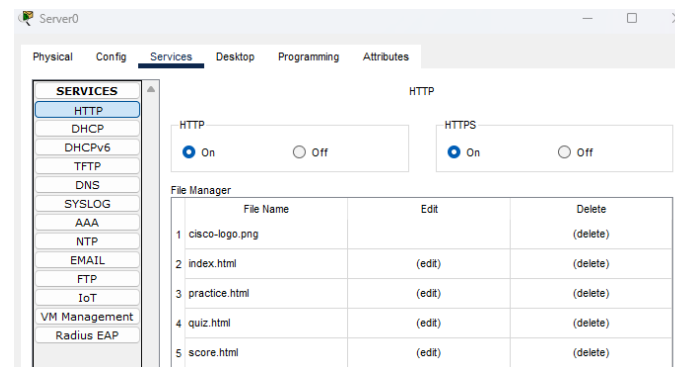 Server0
Physical Config Services Desktop Programming Attributes
SERVICES
HTTP
DHCP
DHCPv6
TFTP
DNS
SYSLOG
AAA
NTP
EMAIL
FTP
IoT
VM Management
Radius EAP
HTTP
HTTP
On Off
HTTPS
On Off
File Manager
File Name Edit Delete
1 cisco-logo.png (delete)
2 index.html (edit) (delete)
3 practice.html (edit) (delete)
4 quiz.html (edit) (delete)
5 score.html (edit) (delete)